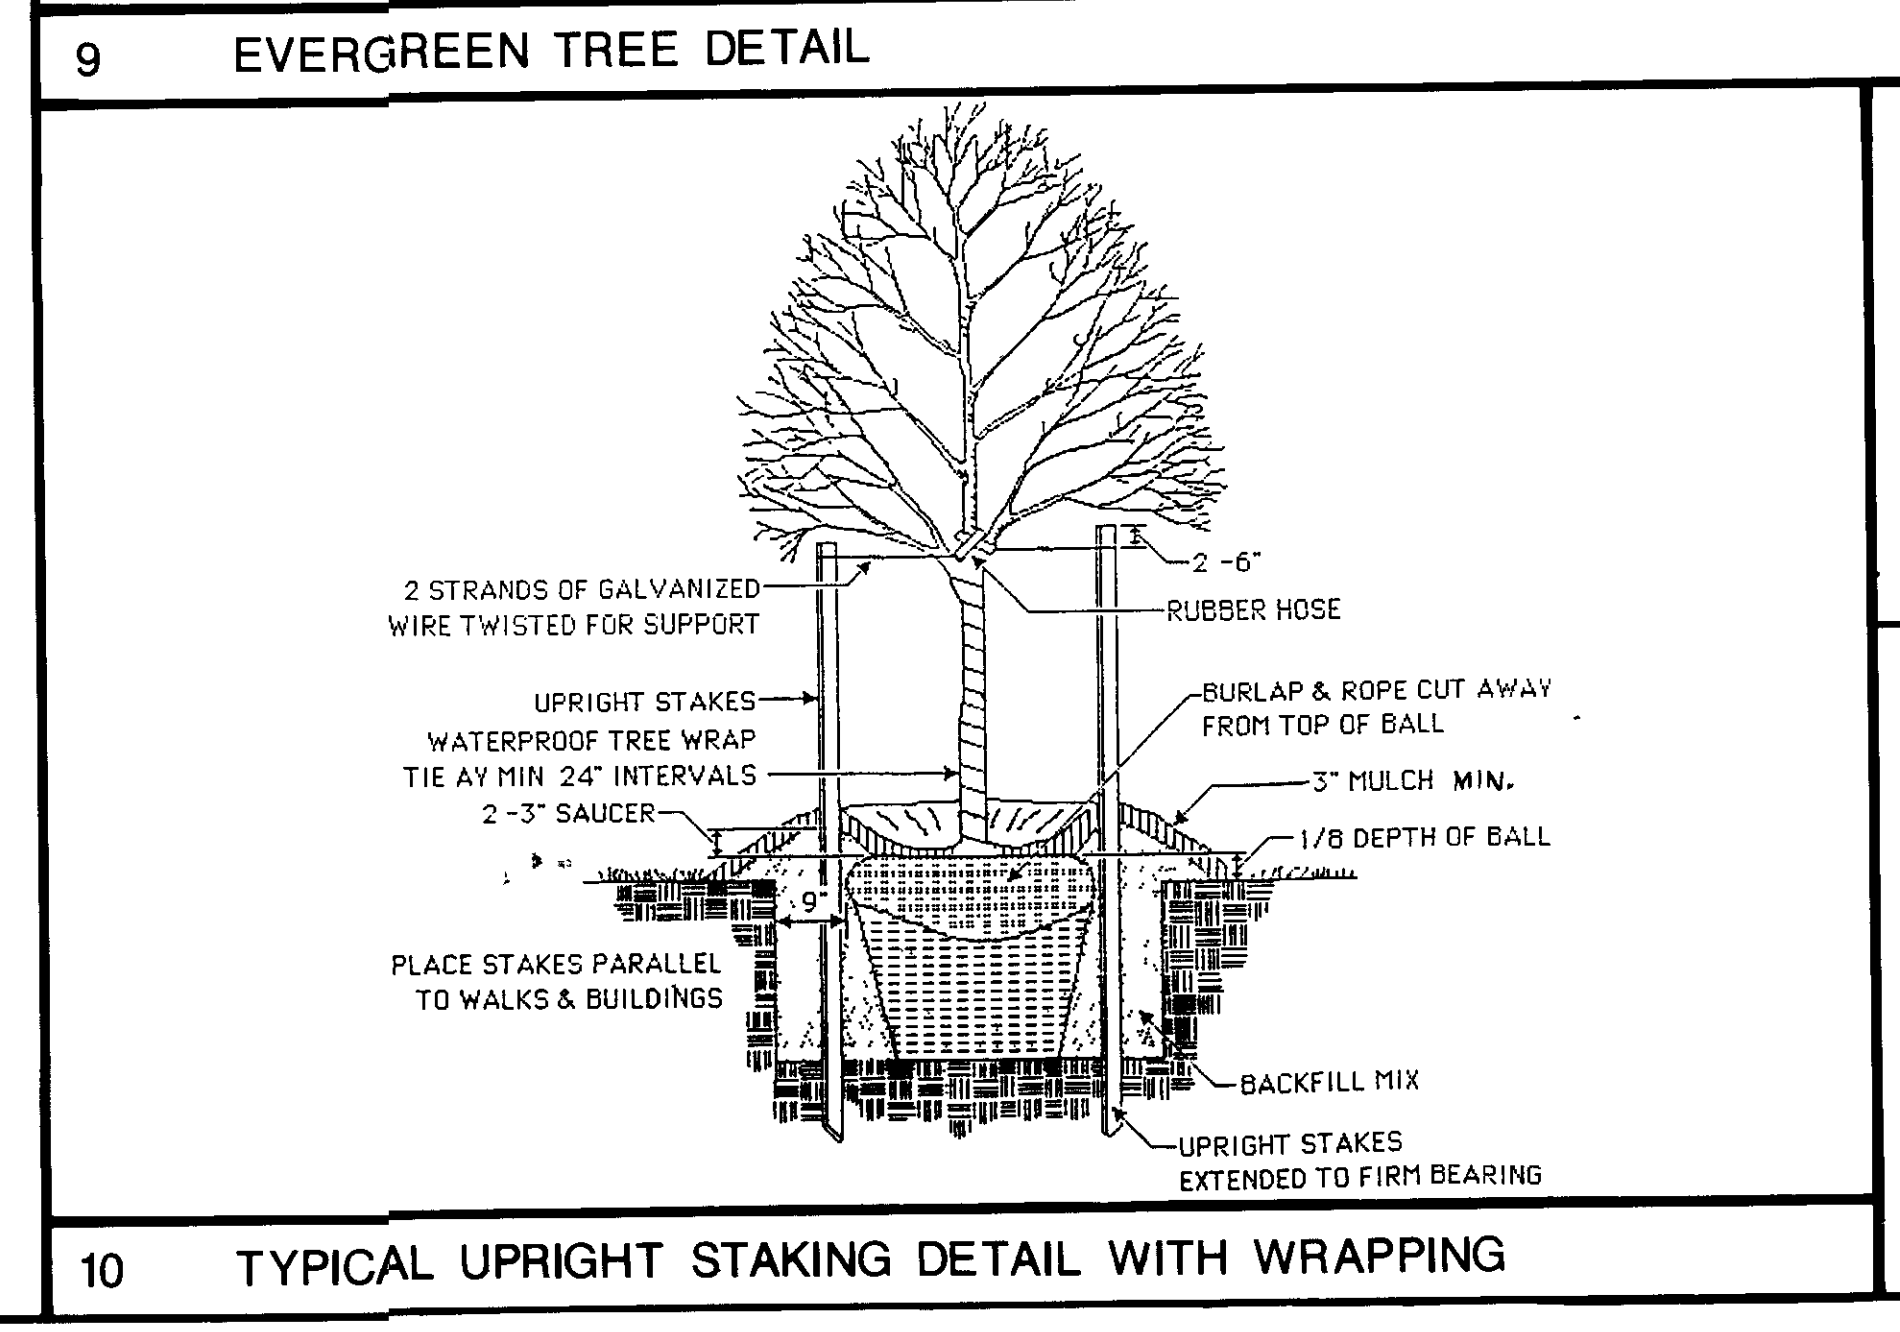 9 EVERGREEN TREE DETAIL
2 -6"
2 STRANDS OF GALVANIZED
WIRE TWISTED FOR SUPPORT
RUBBER HOSE
UPRIGHT STAKES
BURLAP & ROPE CUT AWAY
FROM TOP OF BALL
WATERPROOF TREE WRAP
TIE AY MIN 24" INTERVALS
3" MULCH MIN.
2 -3" SAUCER
1/8 DEPTH OF BALL
9"
PLACE STAKES PARALLEL
TO WALKS & BUILDINGS
BACKFILL MIX
UPRIGHT STAKES
EXTENDED TO FIRM BEARING
10 TYPICAL UPRIGHT STAKING DETAIL WITH WRAPPING